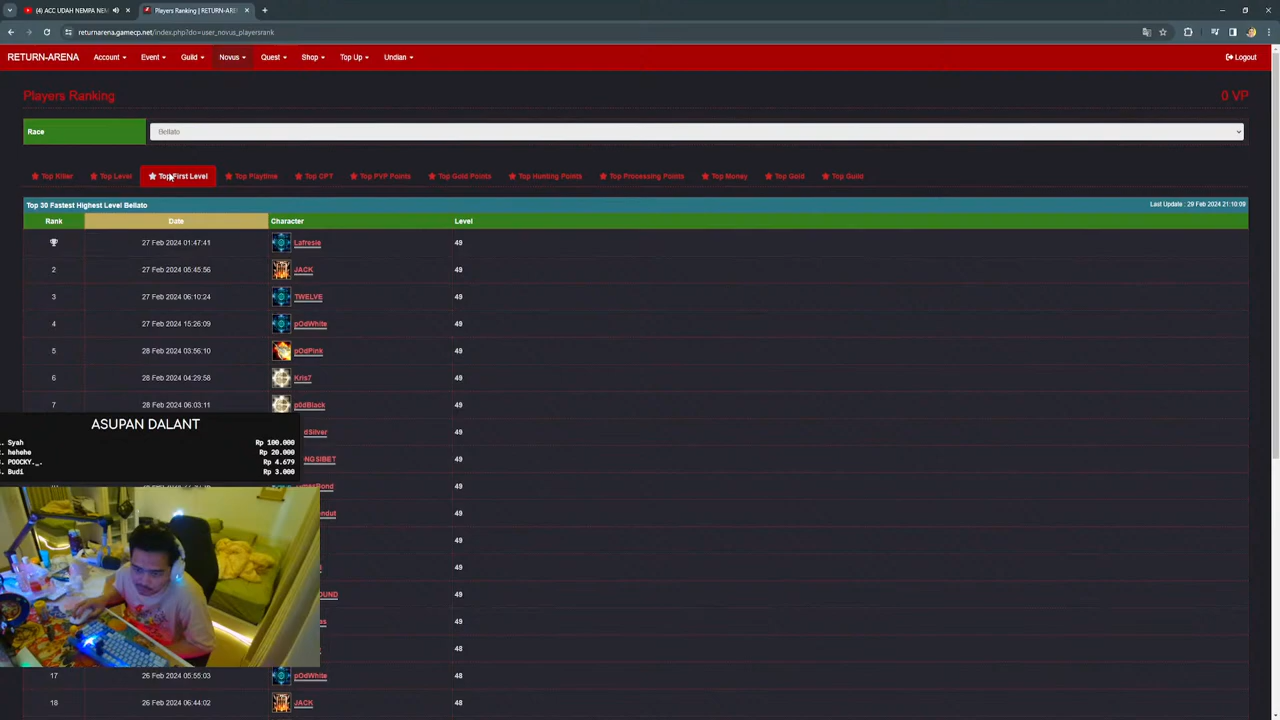 (4) ACC UDAH NEMPA NEM
Players Ranking | RETURN-ARE
returnarena.gamecp.net/index.php?do=user_novus_playersrank
RETURN-ARENA Account Event Guild Novus Quest Shop Top Up Undian Logout
Players Ranking 0 VP
Race Bellato
Top Killer Top Level Top First Level Top Playtime Top CPT Top PVP Points Top Gold Points Top Hunting Points Top Processing Points Top Money Top Gold Top Guild
Top 30 Fastest Highest Level Bellato Last Update : 29 Feb 2024 21:10:09
Rank Date Character Level
27 Feb 2024 01:47:41 Lafresie 49
2 27 Feb 2024 05:45:56 JACK 49
3 27 Feb 2024 06:10:24 TWELVE 49
4 27 Feb 2024 15:26:09 pOdWhite 49
5 28 Feb 2024 03:56:10 pOdPink 49
6 28 Feb 2024 04:29:58 Kris7 49
7 28 Feb 2024 06:03:11 p0dBlack 49
ASUPAN DALANT
Syah Rp 100.000
hehehe Rp 20.000
POOCKY._. Rp 4.679
Budi Rp 3.000
dSilver 49
NGSIBET 49
Bond 49
ndut 49
49
49
OUND 49
49
48
17 26 Feb 2024 05:55:03 pOdWhite 48
18 26 Feb 2024 06:44:02 JACK 48